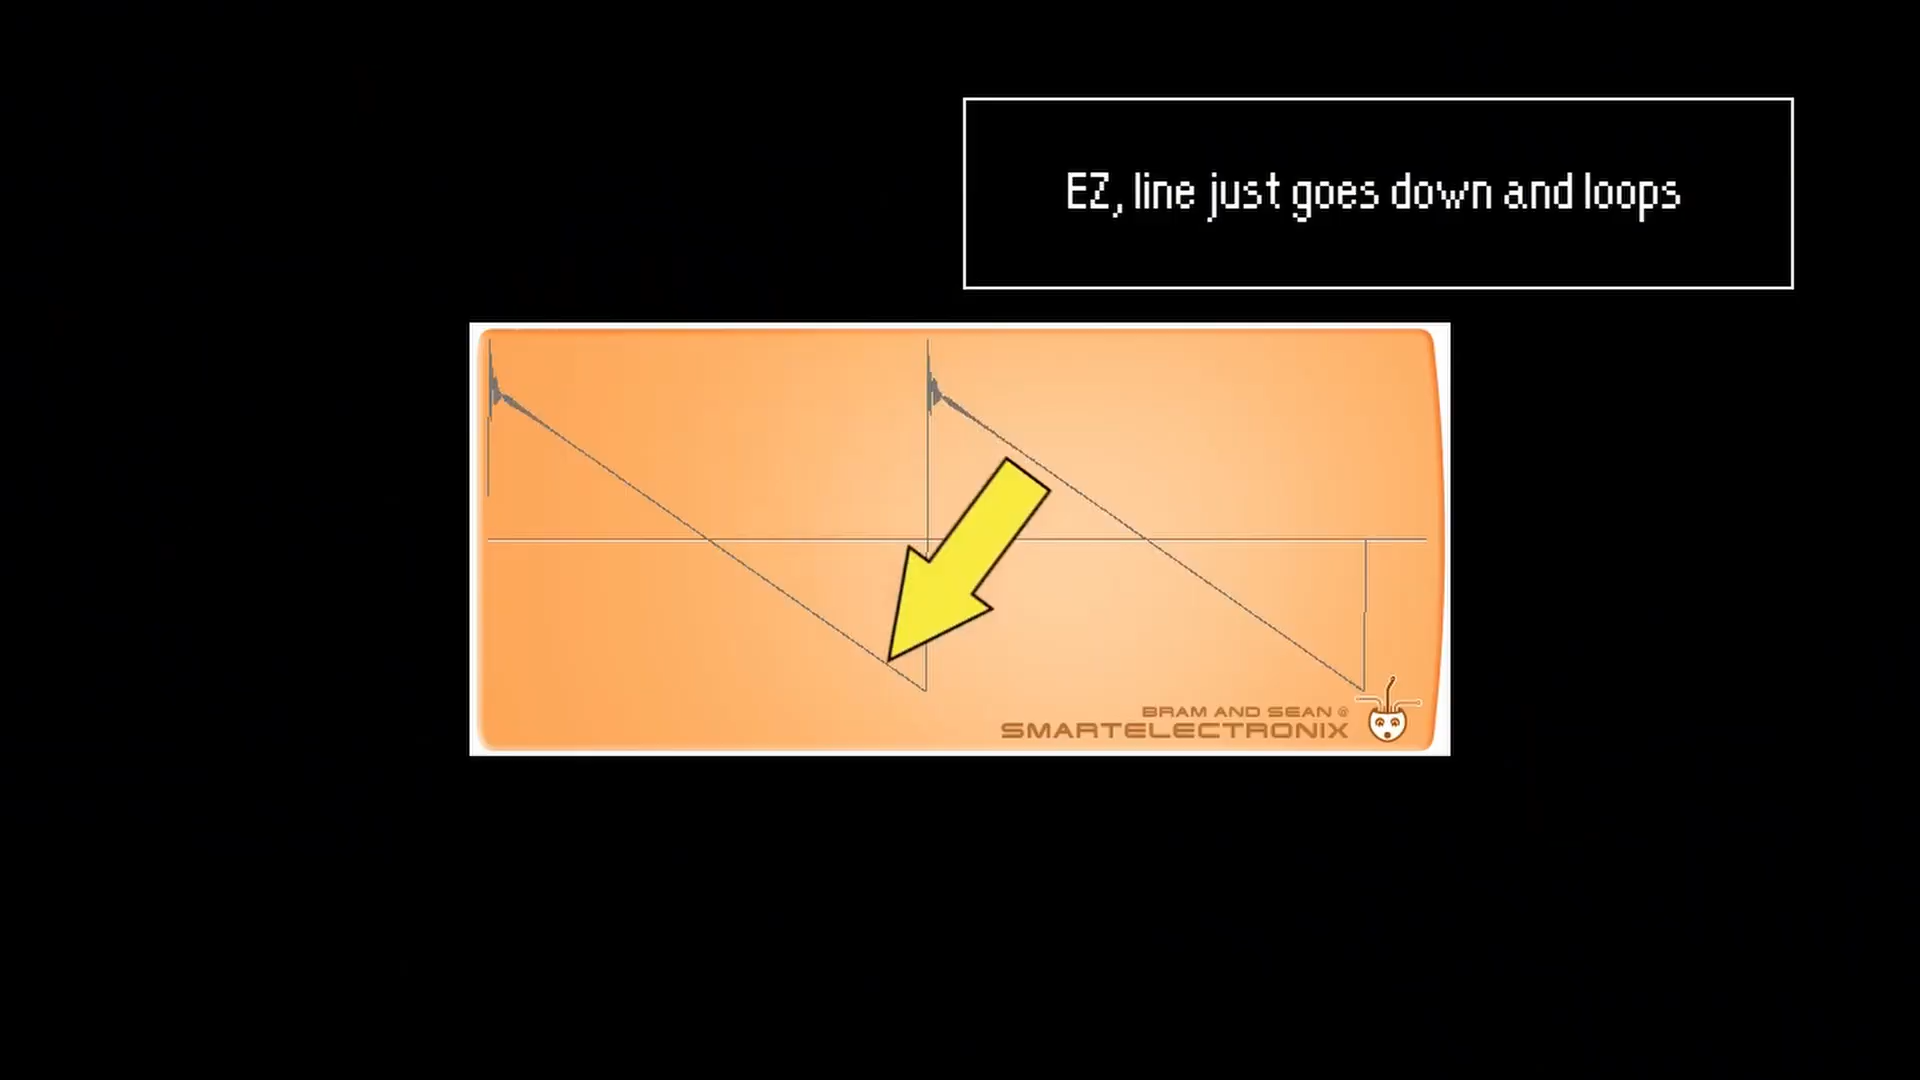 EZ, line just goes down and loops
BRAM AND SEAN @
SMARTELECTRONIX